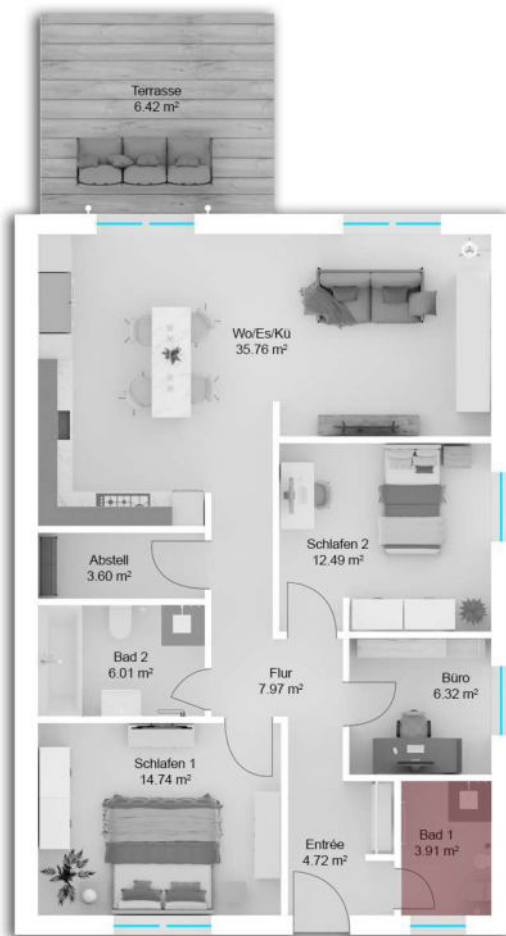 Terrasse
6.42 m²
Wo/Es/Kü
35.76 m²
Schlafen 2
12.49 m²
Abstell
3.60 m²
Bad 2
6.01 m²
Flur
7.97 m²
Büro
6.32 m²
Schlafen 1
14.74 m²
Entrée
4.72 m²
Bad 1
3.91 m²